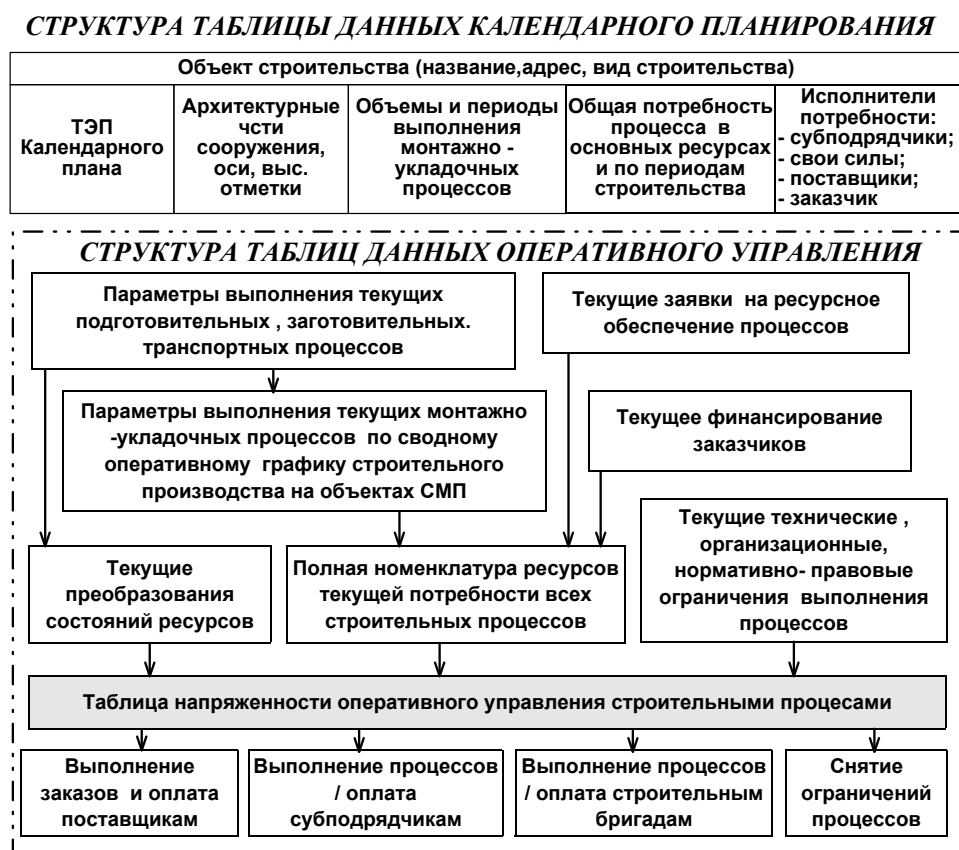 СТРУКТУРА ТАБЛИЦЫ ДАННЫХ КАЛЕНДАРНОГО ПЛАНИРОВАНИЯ
Объект строительства (название,адрес, вид строительства)
ТЭП
Календарного
плана
Архитектурные
чсти
сооружения,
оси, выс.
отметки
Объемы и периоды
выполнения
монтажно -
укладочных
процессов
Общая потребность
процесса в
основных ресурсах
и по периодам
строительства
Исполнители
потребности:
- субподрядчики;
- свои силы;
- поставщики;
- заказчик
СТРУКТУРА ТАБЛИЦ ДАННЫХ ОПЕРАТИВНОГО УПРАВЛЕНИЯ
Параметры выполнения текущих
подготовительных , заготовительных.
транспортных процессов
Текущие заявки на ресурсное
обеспечение процессов
Параметры выполнения текущих монтажно
-укладочных процессов по сводному
оперативному графику строительного
производства на объектах СМП
Текущее финансирование
заказчиков
Текущие
преобразования
состояний ресурсов
Полная номенклатура ресурсов
текущей потребности всех
строительных процессов
Текущие технические ,
организационные,
нормативно- правовые
ограничения выполнения
процессов
Таблица напряженности оперативного управления строительными процесами
Выполнение
заказов и оплата
поставщикам
Выполнение процессов
/ оплата
субподрядчикам
Выполнение процессов
/ оплата строительным
бригадам
Снятие
ограничений
процессов